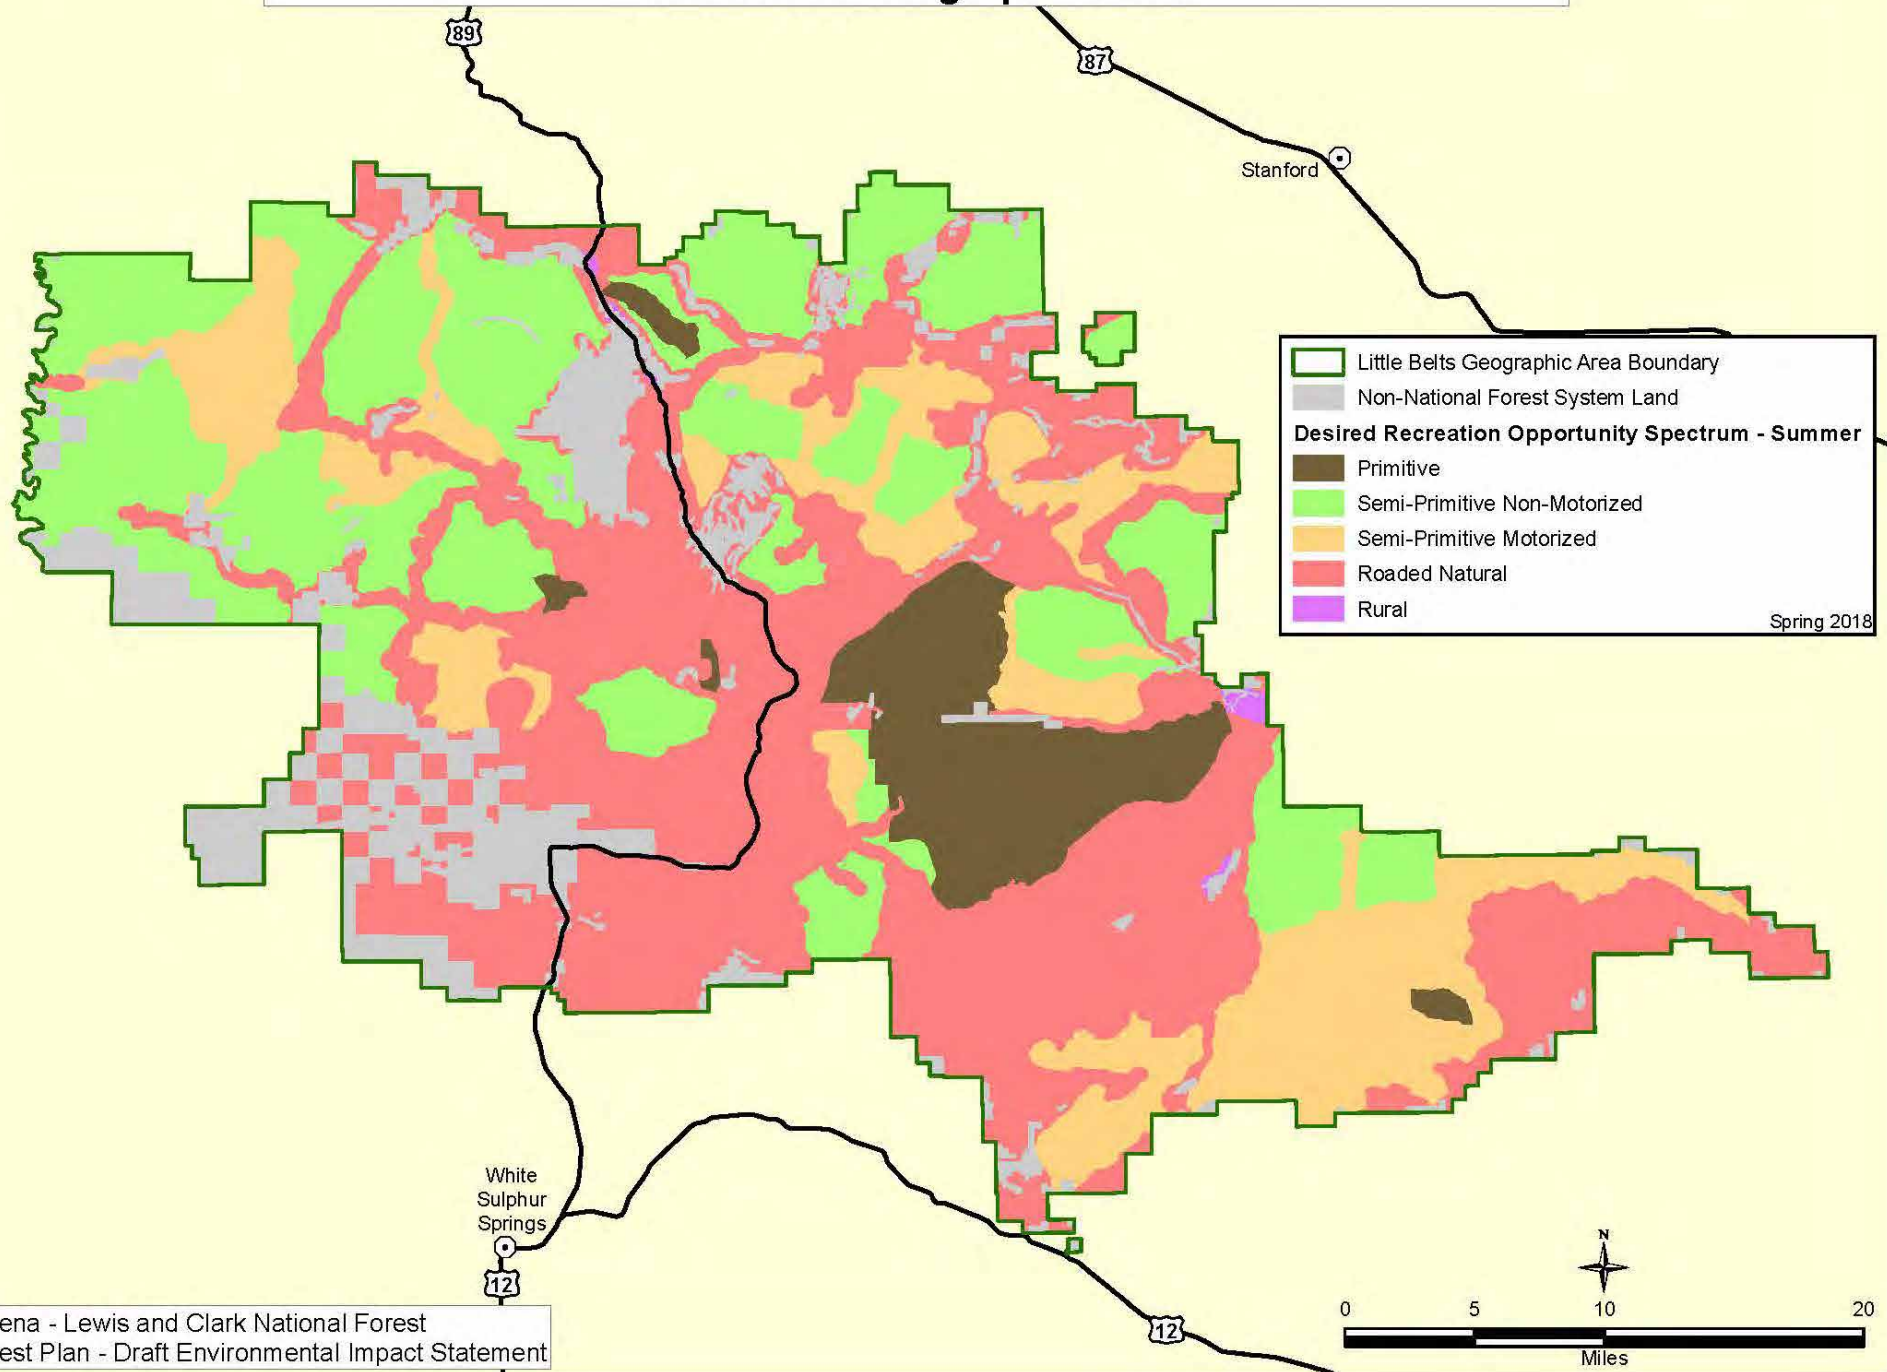 89
87
Stanford
Little Belts Geographic Area Boundary
Non-National Forest System Land
Desired Recreation Opportunity Spectrum - Summer
Primitive
Semi-Primitive Non-Motorized
Semi-Primitive Motorized
Roaded Natural
Rural
Spring 2018
White
Sulphur
Springs
12
N
0 5 10 20
Miles
12
ena - Lewis and Clark National Forest
est Plan - Draft Environmental Impact Statement